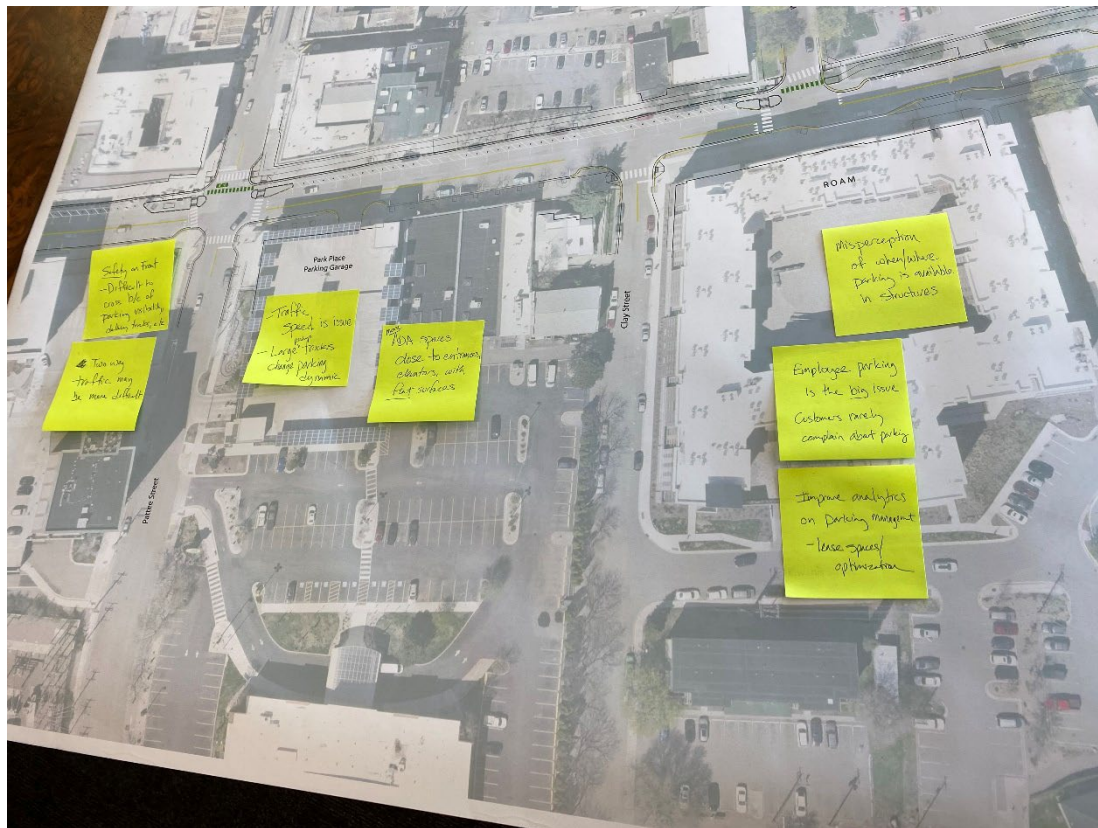 ROAM
Park Place
Parking Garage
Clay Street
Pattee Street
Safety on Front
- Difficult to
cross b/c of
parking visibility,
delivery trucks, etc
Two way
traffic may
be more difficult
- Traffic
speed is issue
- Large trucks
change parking
dynamic
more
ADA spaces
close to entrances,
elevators, with
flat surfaces
Misperception
of when/where
parking is available
in structures
Employee parking
is the big issue
Customers rarely
complain about parking
Improve analytics
on parking managemt
- lease spaces/
optimization